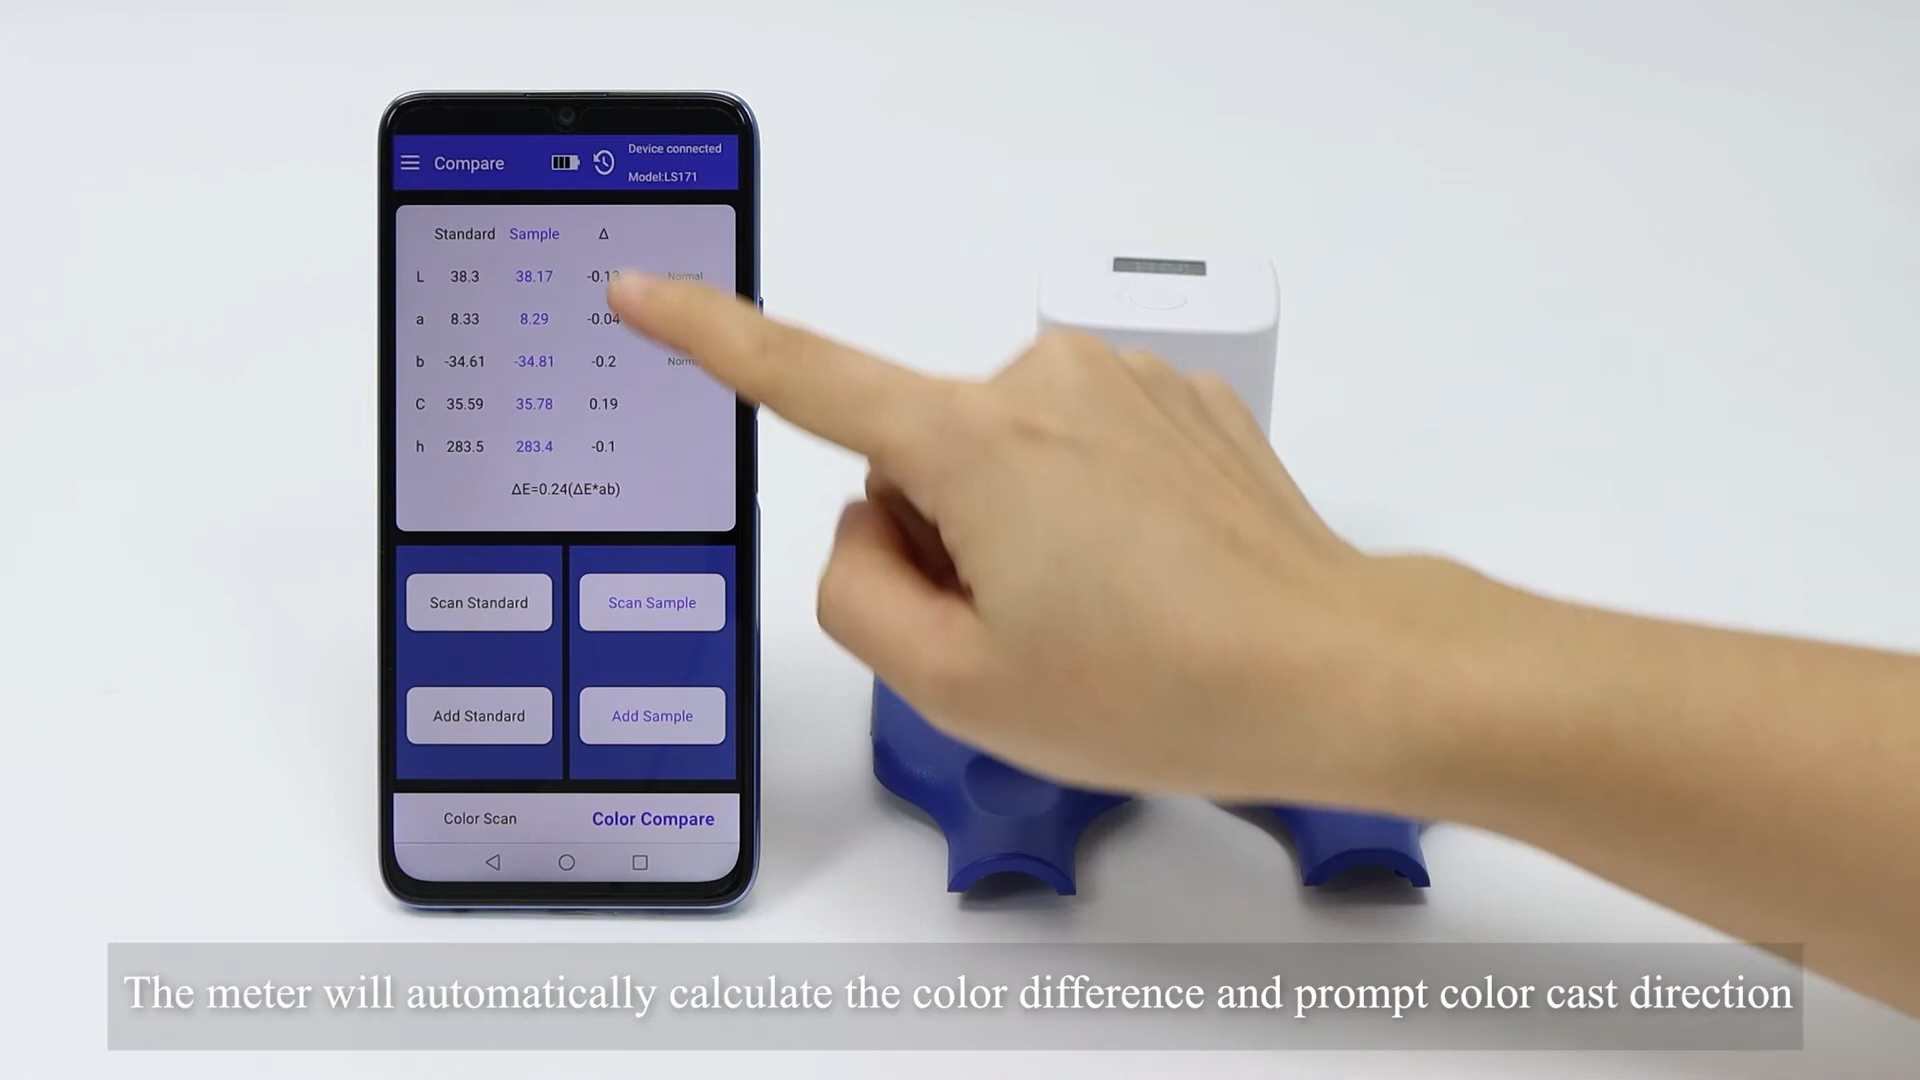 Compare
Device connected
Model:LS171
Standard Sample Δ
L 38.3 38.17 -0.13 Normal
a 8.33 8.29 -0.04
b -34.61 -34.81 -0.2
C 35.59 35.78 0.19
h 283.5 283.4 -0.1
ΔE=0.24(ΔE*ab)
Scan Standard Scan Sample
Add Standard Add Sample
Color Scan Color Compare
The meter will automatically calculate the color difference and prompt color cast direction